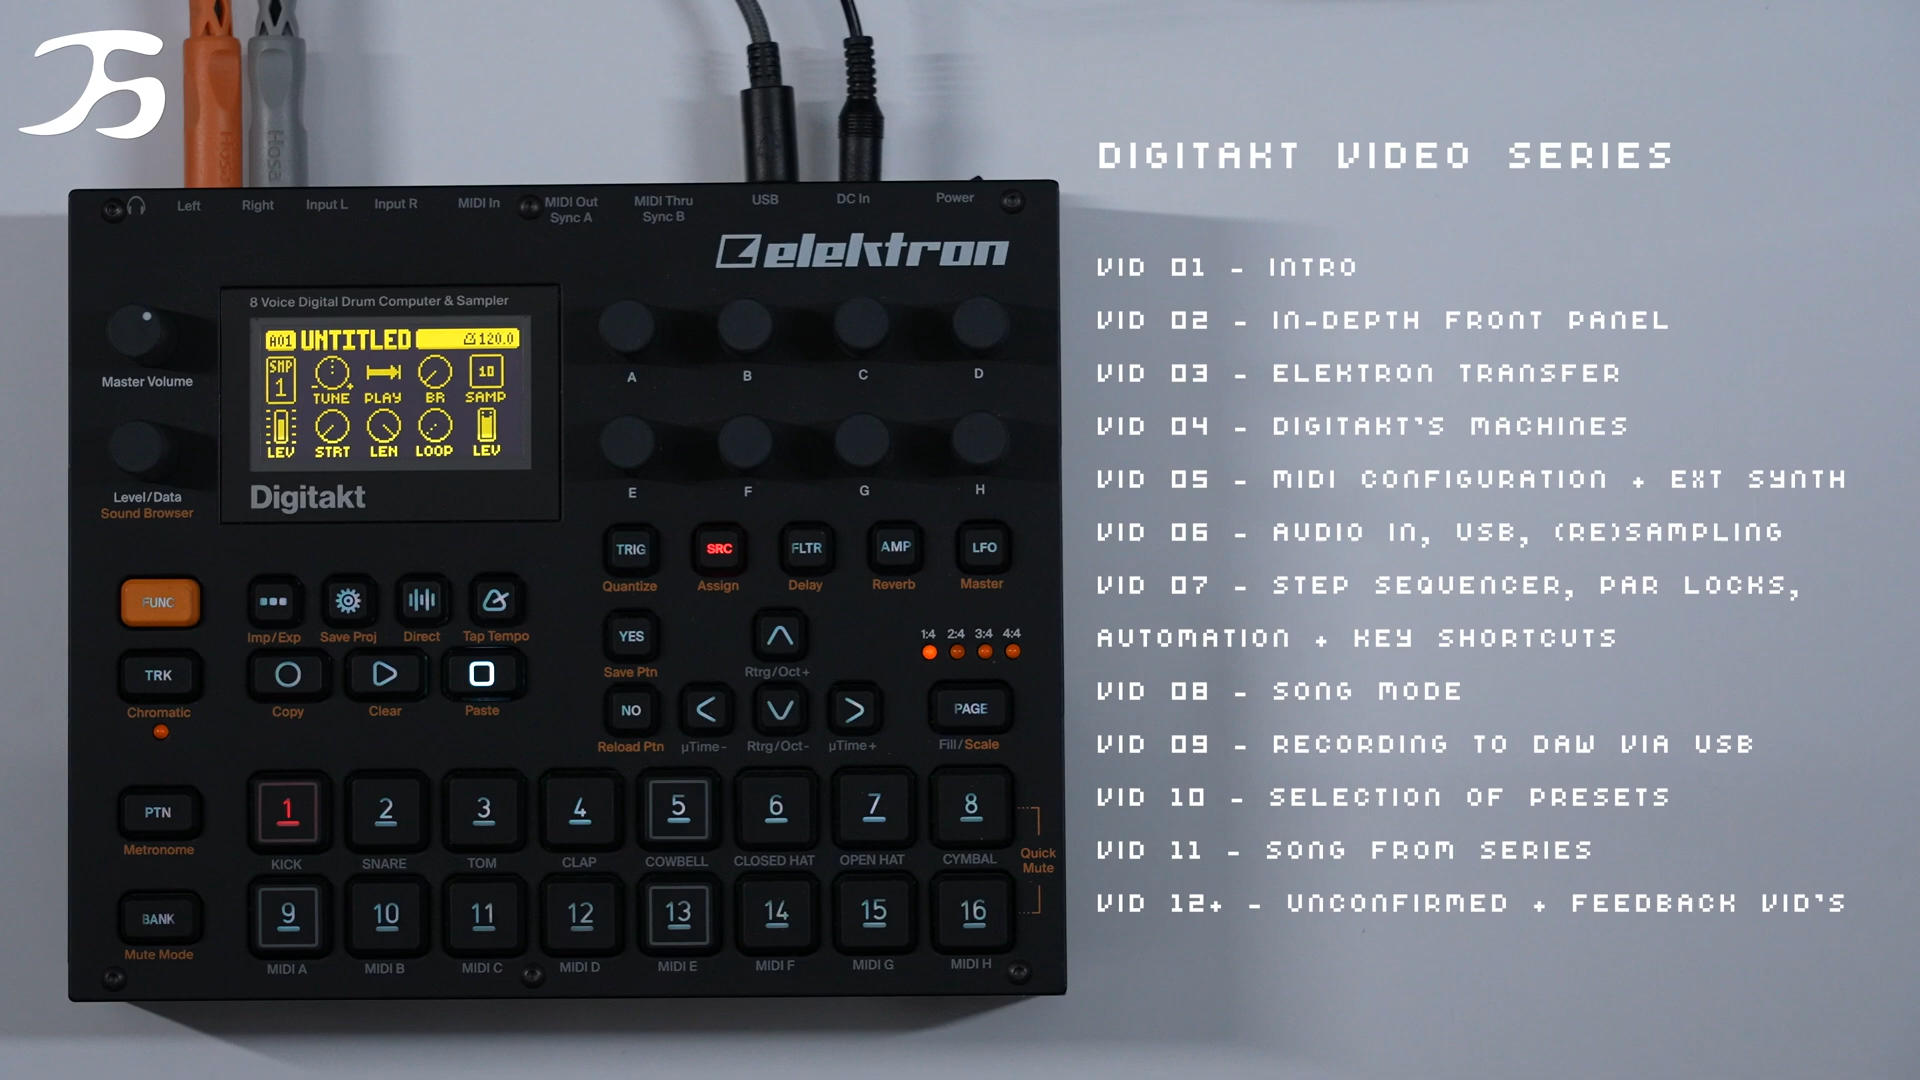 DIGITAKT VIDEO SERIES
VID 01 - INTRO
VID 02 - IN-DEPTH FRONT PANEL
VID 03 - ELEKTRON TRANSFER
VID 04 - DIGITAKT'S MACHINES
VID 05 - MIDI CONFIGURATION + EXT SYNTH
VID 06 - AUDIO IN, USB, (RE)SAMPLING
VID 07 - STEP SEQUENCER, PAR LOCKS,
AUTOMATION + KEY SHORTCUTS
VID 08 - SONG MODE
VID 09 - RECORDING TO DAW VIA USB
VID 10 - SELECTION OF PRESETS
VID 11 - SONG FROM SERIES
VID 12+ - UNCONFIRMED + FEEDBACK VID'S
JS
Hosa
Hosa
Left Right Input L Input R MIDI In MIDI Out MIDI Thru USB DC In Power
Sync A Sync B
elektron
8 Voice Digital Drum Computer & Sampler
A01 UNTITLED 120.0
SMP 1 10
TUNE PLAY BR SAMP
LEV STRT LEN LOOP LEV
Digitakt
Master Volume
A B C D
Level/Data
Sound Browser
E F G H
TRIG SRC FLTR AMP LFO
Quantize Assign Delay Reverb Master
FUNC
Imp/Exp Save Proj Direct Tap Tempo
YES
1:4 2:4 3:4 4:4
Save Ptn Rtrg/Oct+
TRK
Chromatic Copy Clear Paste
NO PAGE
Reload Ptn µTime- Rtrg/Oct- µTime+ Fill/Scale
PTN
Metronome
1 2 3 4 5 6 7 8
KICK SNARE TOM CLAP COWBELL CLOSED HAT OPEN HAT CYMBAL
Quick
Mute
BANK
Mute Mode
9 10 11 12 13 14 15 16
MIDI A MIDI B MIDI C MIDI D MIDI E MIDI F MIDI G MIDI H